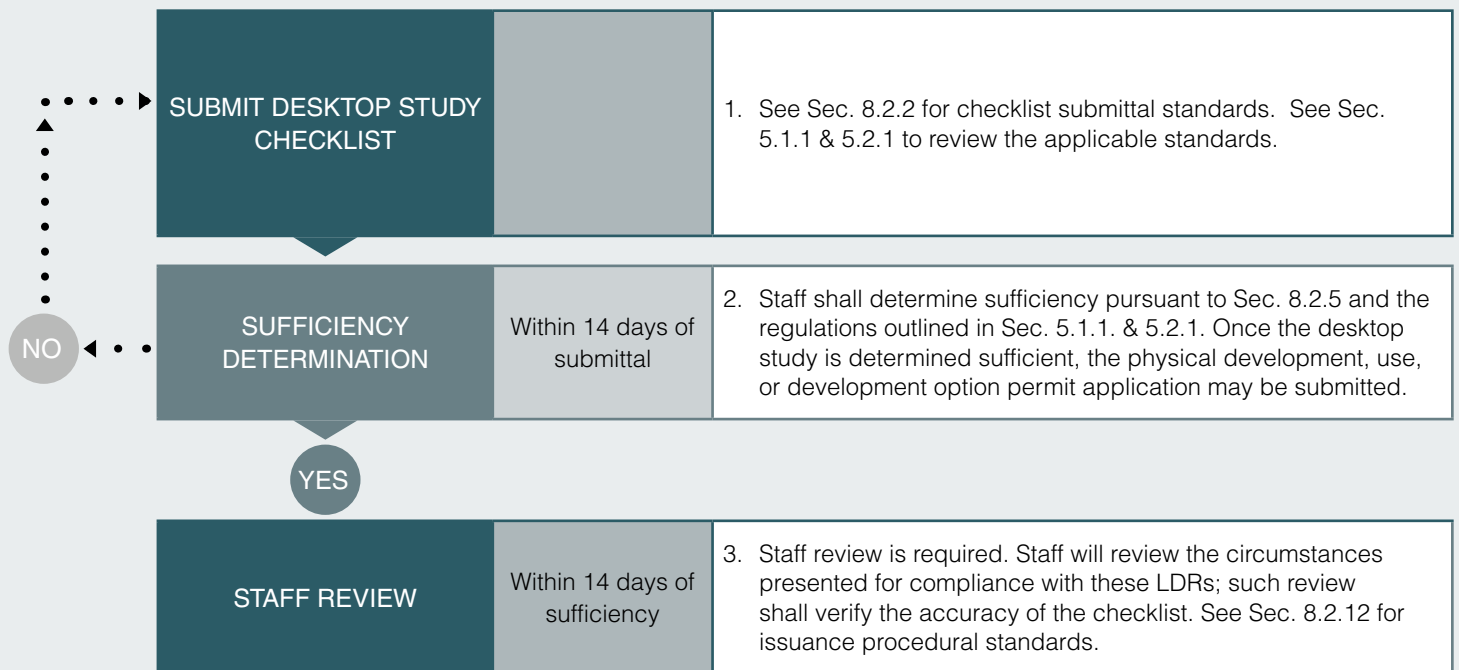 SUBMIT DESKTOP STUDY
CHECKLIST
1. See Sec. 8.2.2 for checklist submittal standards.  See Sec.
5.1.1 & 5.2.1 to review the applicable standards.
SUFFICIENCY
DETERMINATION
Within 14 days of
submittal
2. Staff shall determine sufficiency pursuant to Sec. 8.2.5 and the
regulations outlined in Sec. 5.1.1. & 5.2.1. Once the desktop
study is determined sufficient, the physical development, use,
or development option permit application may be submitted.
NO
YES
STAFF REVIEW
Within 14 days of
sufficiency
3. Staff review is required. Staff will review the circumstances
presented for compliance with these LDRs; such review
shall verify the accuracy of the checklist. See Sec. 8.2.12 for
issuance procedural standards.